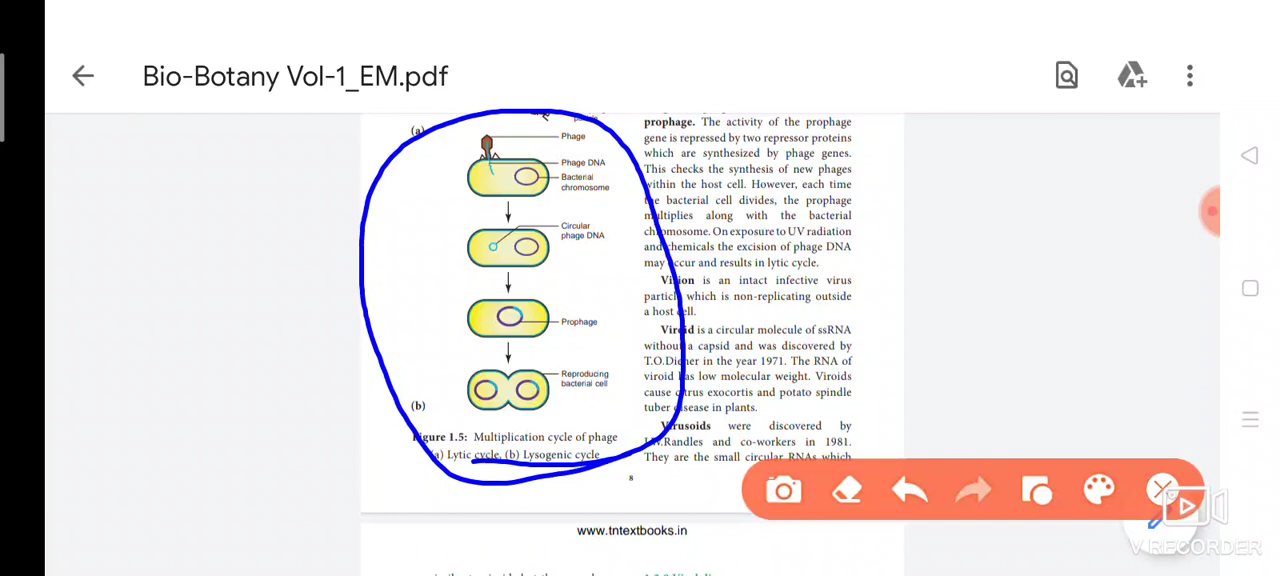 Bio-Botany Vol-1_EM.pdf
(a)
Phage
Phage DNA
Bacterial
chromosome
Circular
phage DNA
Prophage
Reproducing
bacterial cell
(b)
Figure 1.5: Multiplication cycle of phage
(a) Lytic cycle, (b) Lysogenic cycle
prophage. The activity of the prophage
gene is repressed by two repressor proteins
which are synthesized by phage genes.
This checks the synthesis of new phages
within the host cell. However, each time
the bacterial cell divides, the prophage
multiplies along with the bacterial
chromosome. On exposure to UV radiation
and chemicals the excision of phage DNA
may occur and results in lytic cycle.
Virion is an intact infective virus
particle which is non-replicating outside
a host cell.
Viroid is a circular molecule of ssRNA
without a capsid and was discovered by
T.O.Diener in the year 1971. The RNA of
viroid has low molecular weight. Viroids
cause citrus exocortis and potato spindle
tuber disease in plants.
Virusoids were discovered by
J.W.Randles and co-workers in 1981.
They are the small circular RNAs which
8
www.tntextbooks.in
V RECORDER